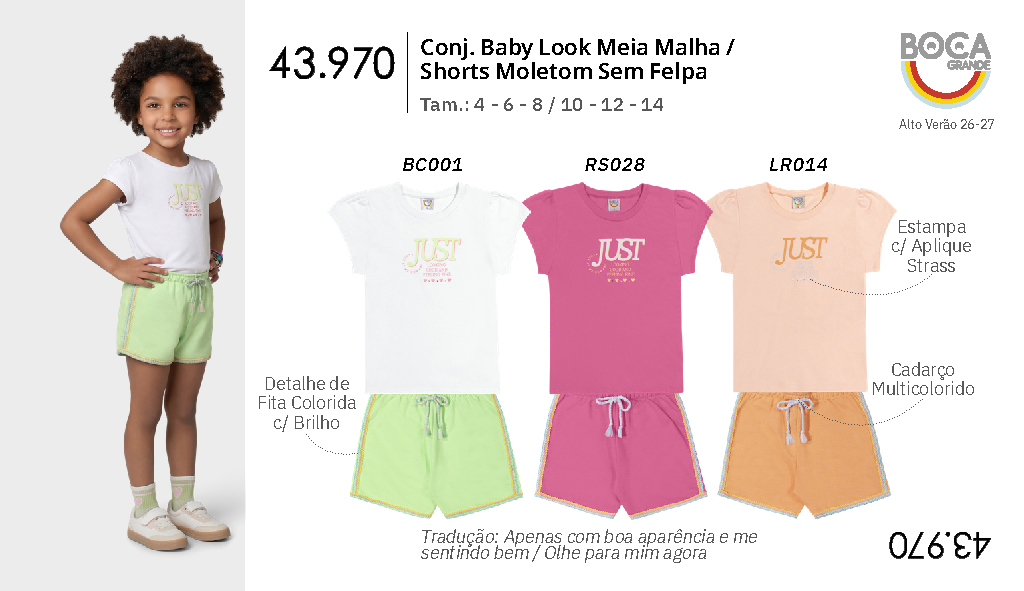 43.970
Conj. Baby Look Meia Malha /
Shorts Moletom Sem Felpa
Tam.: 4 - 6 - 8 / 10 - 12 - 14
BOCA
GRANDE
Alto Verão 26-27
BC001
RS028
LR014
JUST
JUST
JUST
JUST
Estampa
c/ Aplique
Strass
Cadarço
Multicolorido
Detalhe de
Fita Colorida
c/ Brilho
Tradução: Apenas com boa aparência e me
sentindo bem / Olhe para mim agora
43.970